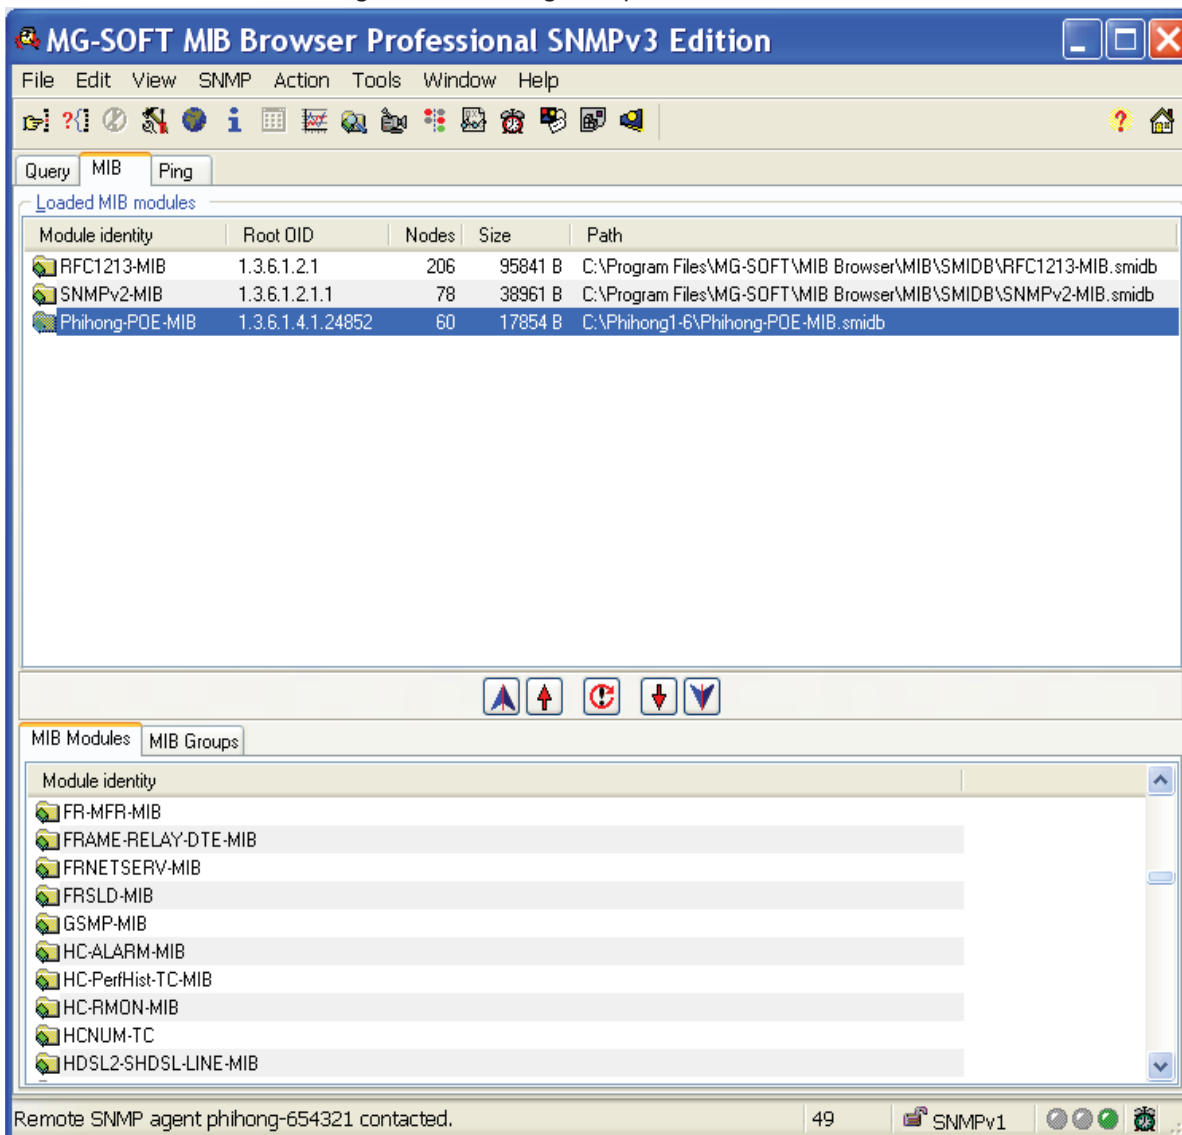 MG-SOFT MIB Browser Professional SNMPv3 Edition
File Edit View SNMP Action Tools Window Help
Query MIB Ping
Loaded MIB modules
Module identity Root OID Nodes Size Path
RFC1213-MIB 1.3.6.1.2.1 206 95841 B C:\Program Files\MG-SOFT\MIB Browser\MIB\SMIDB\RFC1213-MIB.smidb
SNMPv2-MIB 1.3.6.1.2.1.1 78 38961 B C:\Program Files\MG-SOFT\MIB Browser\MIB\SMIDB\SNMPv2-MIB.smidb
Phihong-POE-MIB 1.3.6.1.4.1.24852 60 17854 B C:\Phihong1-6\Phihong-POE-MIB.smidb
MIB Modules MIB Groups
Module identity
FR-MFR-MIB
FRAME-RELAY-DTE-MIB
FRNETSERV-MIB
FRSLD-MIB
GSMP-MIB
HC-ALARM-MIB
HC-PerfHist-TC-MIB
HC-RMON-MIB
HCNUM-TC
HDSL2-SHDSL-LINE-MIB
Remote SNMP agent phihong-654321 contacted. 49 SNMPv1